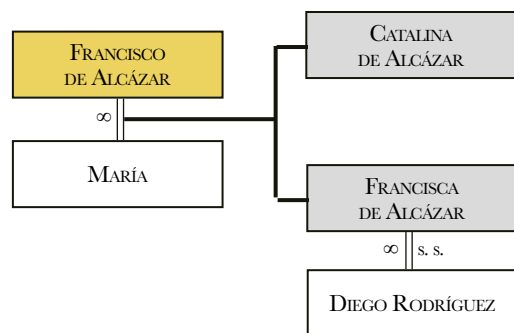 Francisco
de Alcázar
∞
María
Catalina
de Alcázar
Francisca
de Alcázar
∞ s. s.
Diego Rodríguez